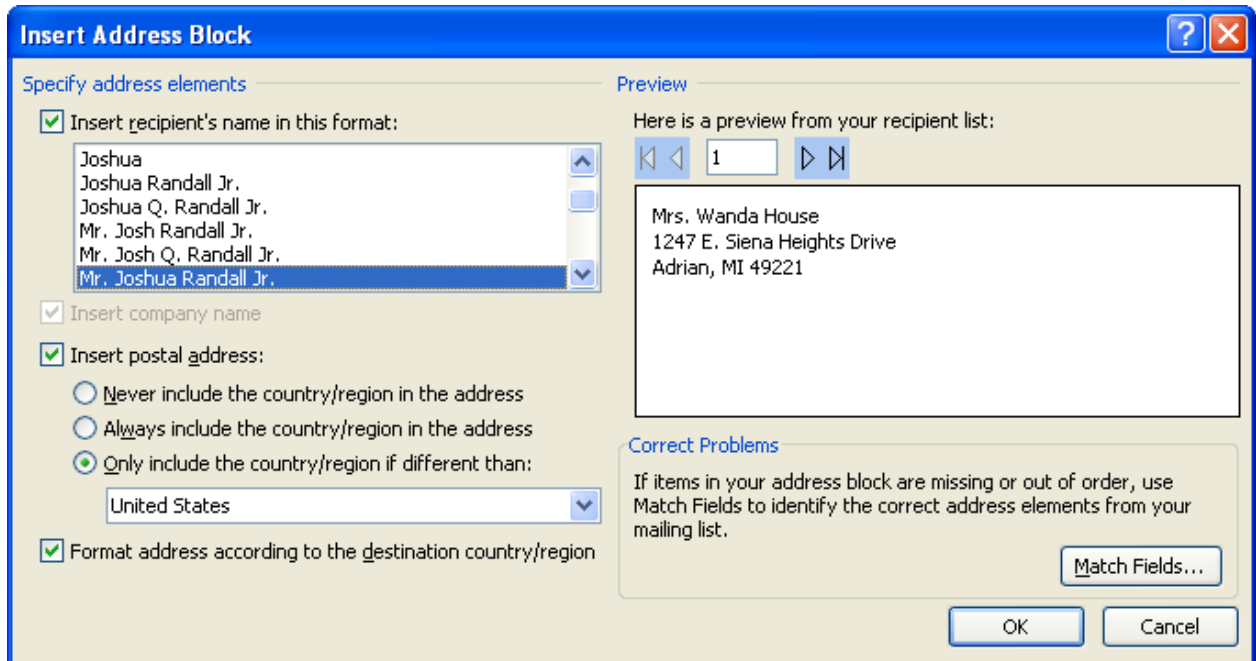 Insert Address Block
Specify address elements
Insert recipient's name in this format:
Joshua
Joshua Randall Jr.
Joshua Q. Randall Jr.
Mr. Josh Randall Jr.
Mr. Josh Q. Randall Jr.
Mr. Joshua Randall Jr.
Insert company name
Insert postal address:
Never include the country/region in the address
Always include the country/region in the address
Only include the country/region if different than:
United States
Format address according to the destination country/region
Preview
Here is a preview from your recipient list:
1
Mrs. Wanda House
1247 E. Siena Heights Drive
Adrian, MI 49221
Correct Problems
If items in your address block are missing or out of order, use
Match Fields to identify the correct address elements from your
mailing list.
Match Fields...
OK
Cancel